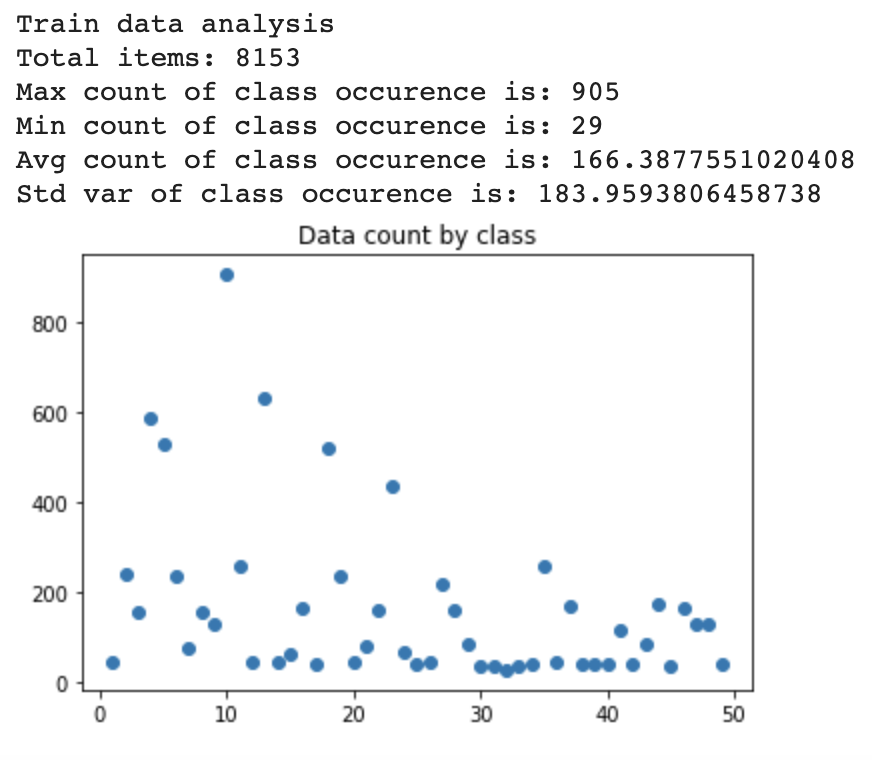 Train data analysis
Total items: 8153
Max count of class occurence is: 905
Min count of class occurence is: 29
Avg count of class occurence is: 166.3877551020408
Std var of class occurence is: 183.9593806458738
Data count by class
800
600
400
200
0
0 10 20 30 40 50